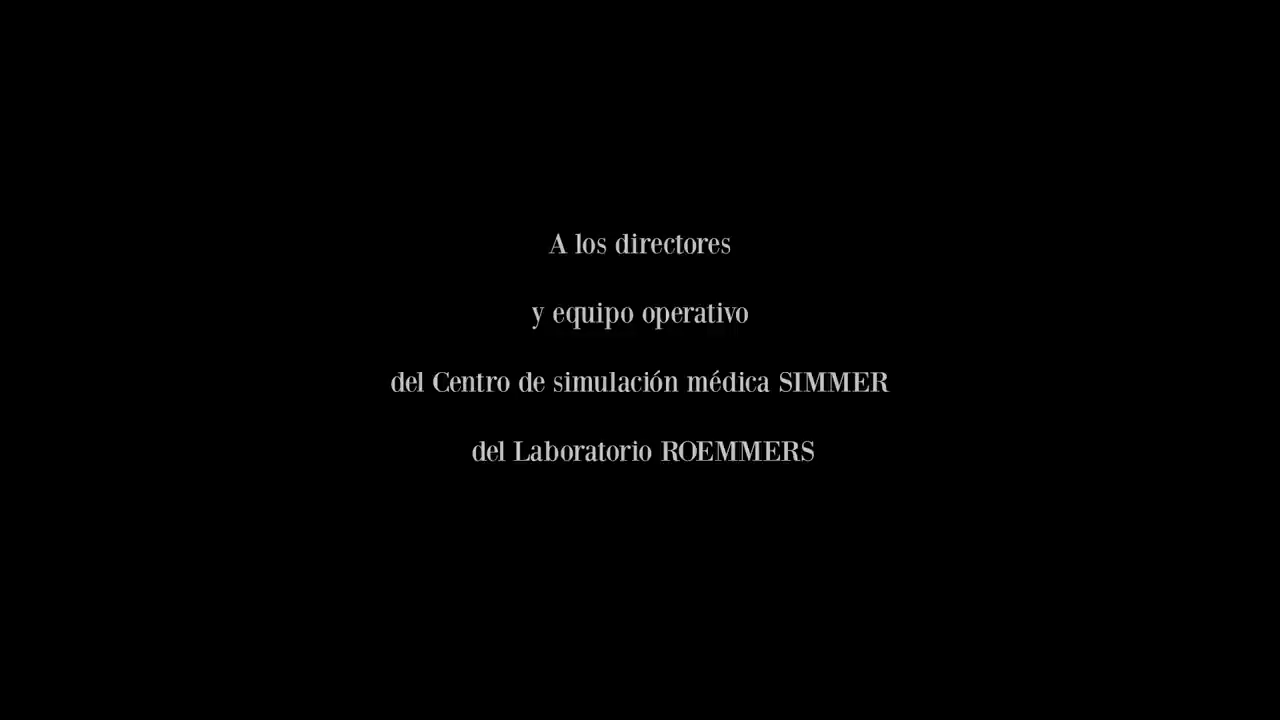 A los directores
y equipo operativo
del Centro de simulación médica SIMMER
del Laboratorio ROEMMERS